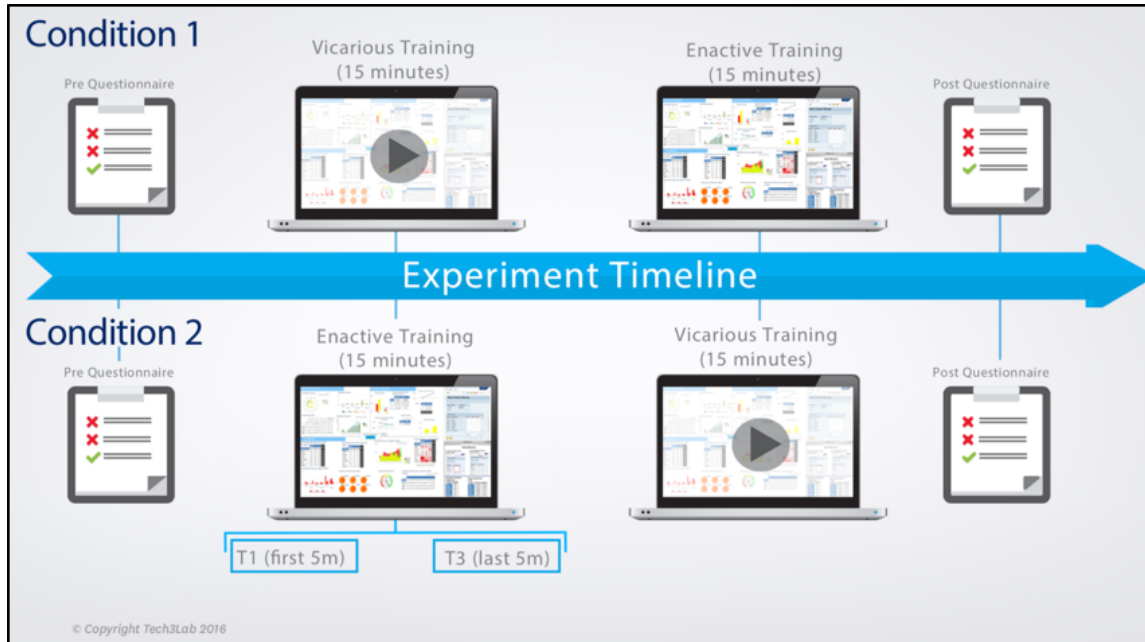 Condition 1
Vicarious Training
(15 minutes)
Enactive Training
(15 minutes)
Pre Questionnaire
Post Questionnaire
Experiment Timeline
Condition 2
Enactive Training
(15 minutes)
Vicarious Training
(15 minutes)
Pre Questionnaire
Post Questionnaire
T1 (first 5m)
T3 (last 5m)
© Copyright Tech3Lab 2016